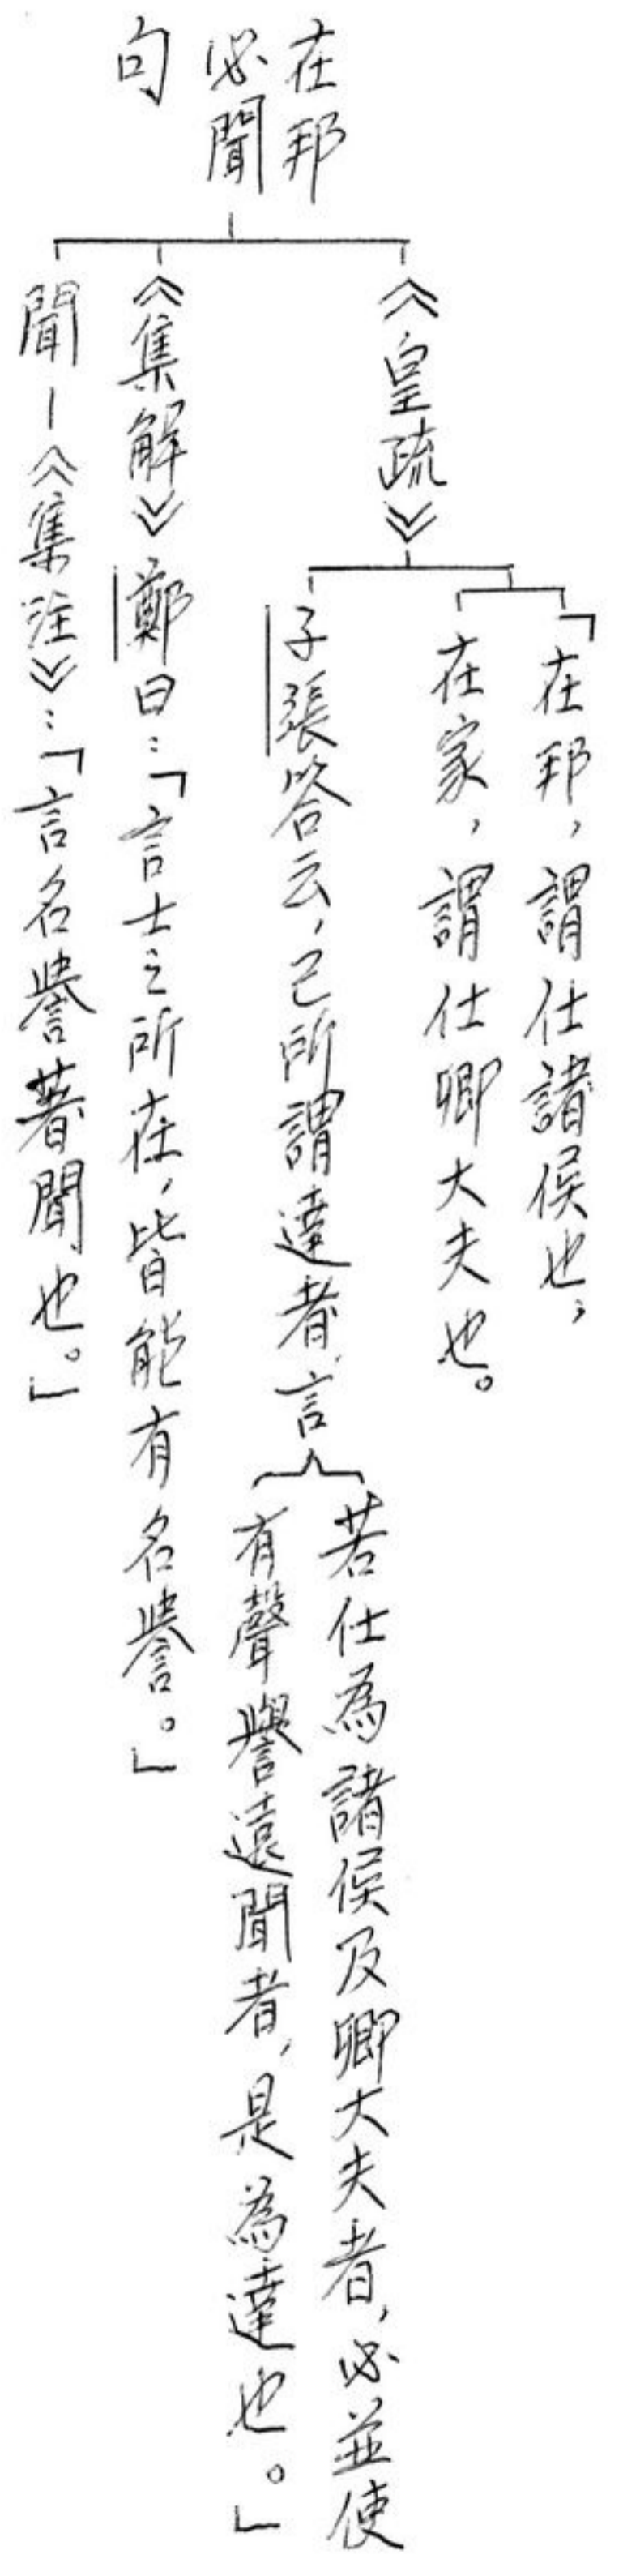 在邦
必聞
句
《皇疏》
「在邦，謂仕諸侯也；
在家，謂仕卿大夫也。
子張答云，己所謂達者，言
若仕為諸侯及卿大夫者，必並使
有聲譽遠聞者，是為達也。」
《集解》鄭曰：「言士之所在，皆能有名譽。」
聞－《集注》：「言名譽著聞也。」